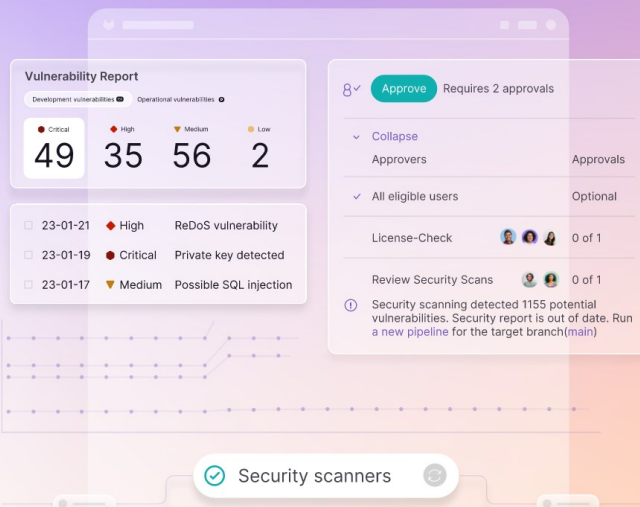 Vulnerability Report
Development vulnerabilities
Operational vulnerabilities
Critical High Medium Low
49 35 56 2
23-01-21 High ReDoS vulnerability
23-01-19 Critical Private key detected
23-01-17 Medium Possible SQL injection
Approve Requires 2 approvals
Collapse
Approvers Approvals
All eligible users Optional
License-Check 0 of 1
Review Security Scans 0 of 1
Security scanning detected 1155 potential
vulnerabilities. Security report is out of date. Run
a new pipeline for the target branch(main)
Security scanners